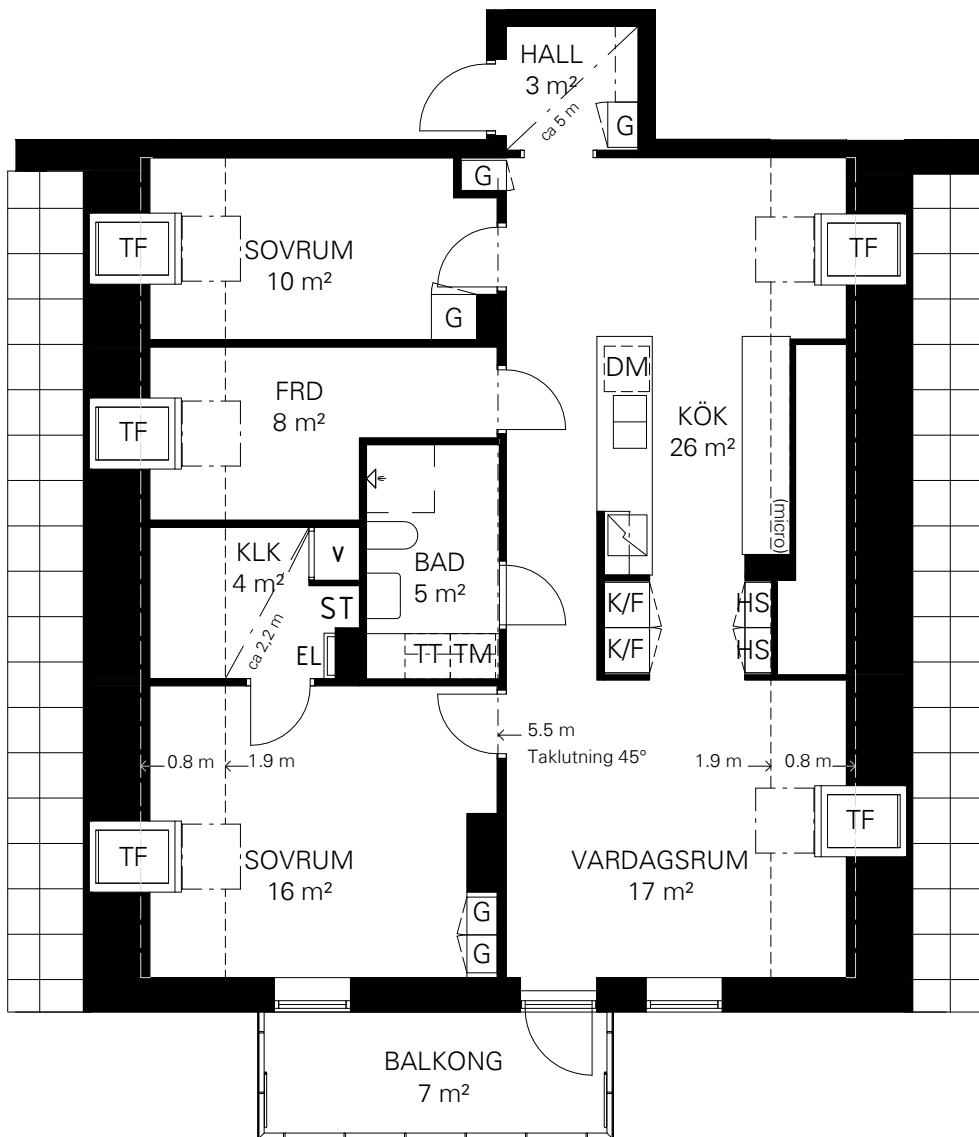 HALL
3 m²
ca 5 m
G
G
TF
SOVRUM
10 m²
TF
G
DM
FRD
8 m²
TF
KÖK
26 m²
(micro)
KLK
4 m²
V
BAD
5 m²
ST
K/F
HS
ca 2,2 m
EL
TT
TM
K/F
HS
5.5 m
Taklutning 45°
0.8 m
1.9 m
1.9 m
0.8 m
TF
TF
SOVRUM
16 m²
VARDAGSRUM
17 m²
G
G
BALKONG
7 m²